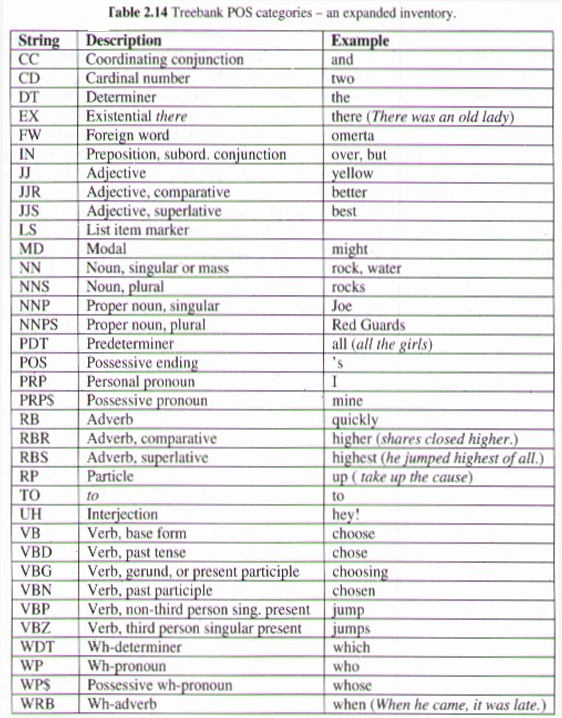 Table 2.14 Treebank POS categories – an expanded inventory.
String Description Example
CC Coordinating conjunction and
CD Cardinal number two
DT Determiner the
EX Existential there there (There was an old lady)
FW Foreign word omerta
IN Preposition, subord. conjunction over, but
JJ Adjective yellow
JJR Adjective, comparative better
JJS Adjective, superlative best
LS List item marker
MD Modal might
NN Noun, singular or mass rock, water
NNS Noun, plural rocks
NNP Proper noun, singular Joe
NNPS Proper noun, plural Red Guards
PDT Predeterminer all (all the girls)
POS Possessive ending 's
PRP Personal pronoun I
PRP$ Possessive pronoun mine
RB Adverb quickly
RBR Adverb, comparative higher (shares closed higher.)
RBS Adverb, superlative highest (he jumped highest of all.)
RP Particle up ( take up the cause)
TO to to
UH Interjection hey!
VB Verb, base form choose
VBD Verb, past tense chose
VBG Verb, gerund, or present participle choosing
VBN Verb, past participle chosen
VBP Verb, non-third person sing. present jump
VBZ Verb, third person singular present jumps
WDT Wh-determiner which
WP Wh-pronoun who
WP$ Possessive wh-pronoun whose
WRB Wh-adverb when (When he came, it was late.)